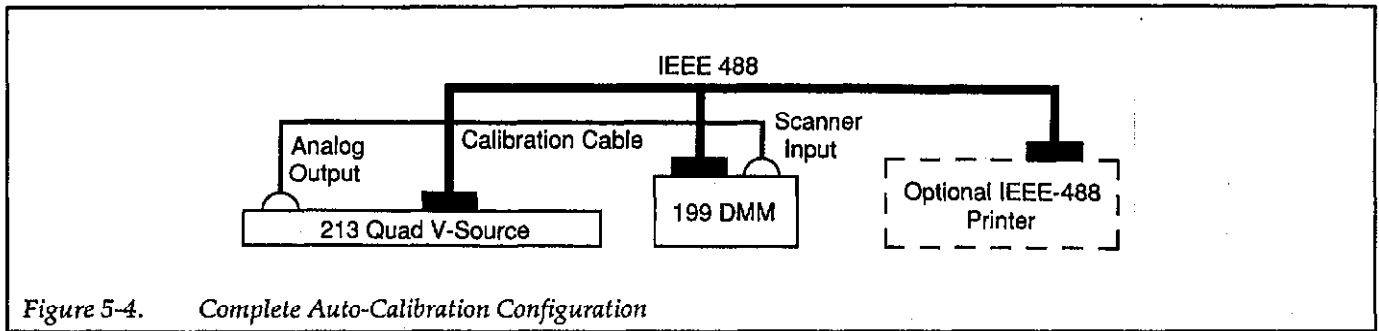 IEEE 488
Analog
Output
Calibration Cable
Scanner
Input
213 Quad V-Source
199 DMM
Optional IEEE-488
Printer
Figure 5-4. Complete Auto-Calibration Configuration